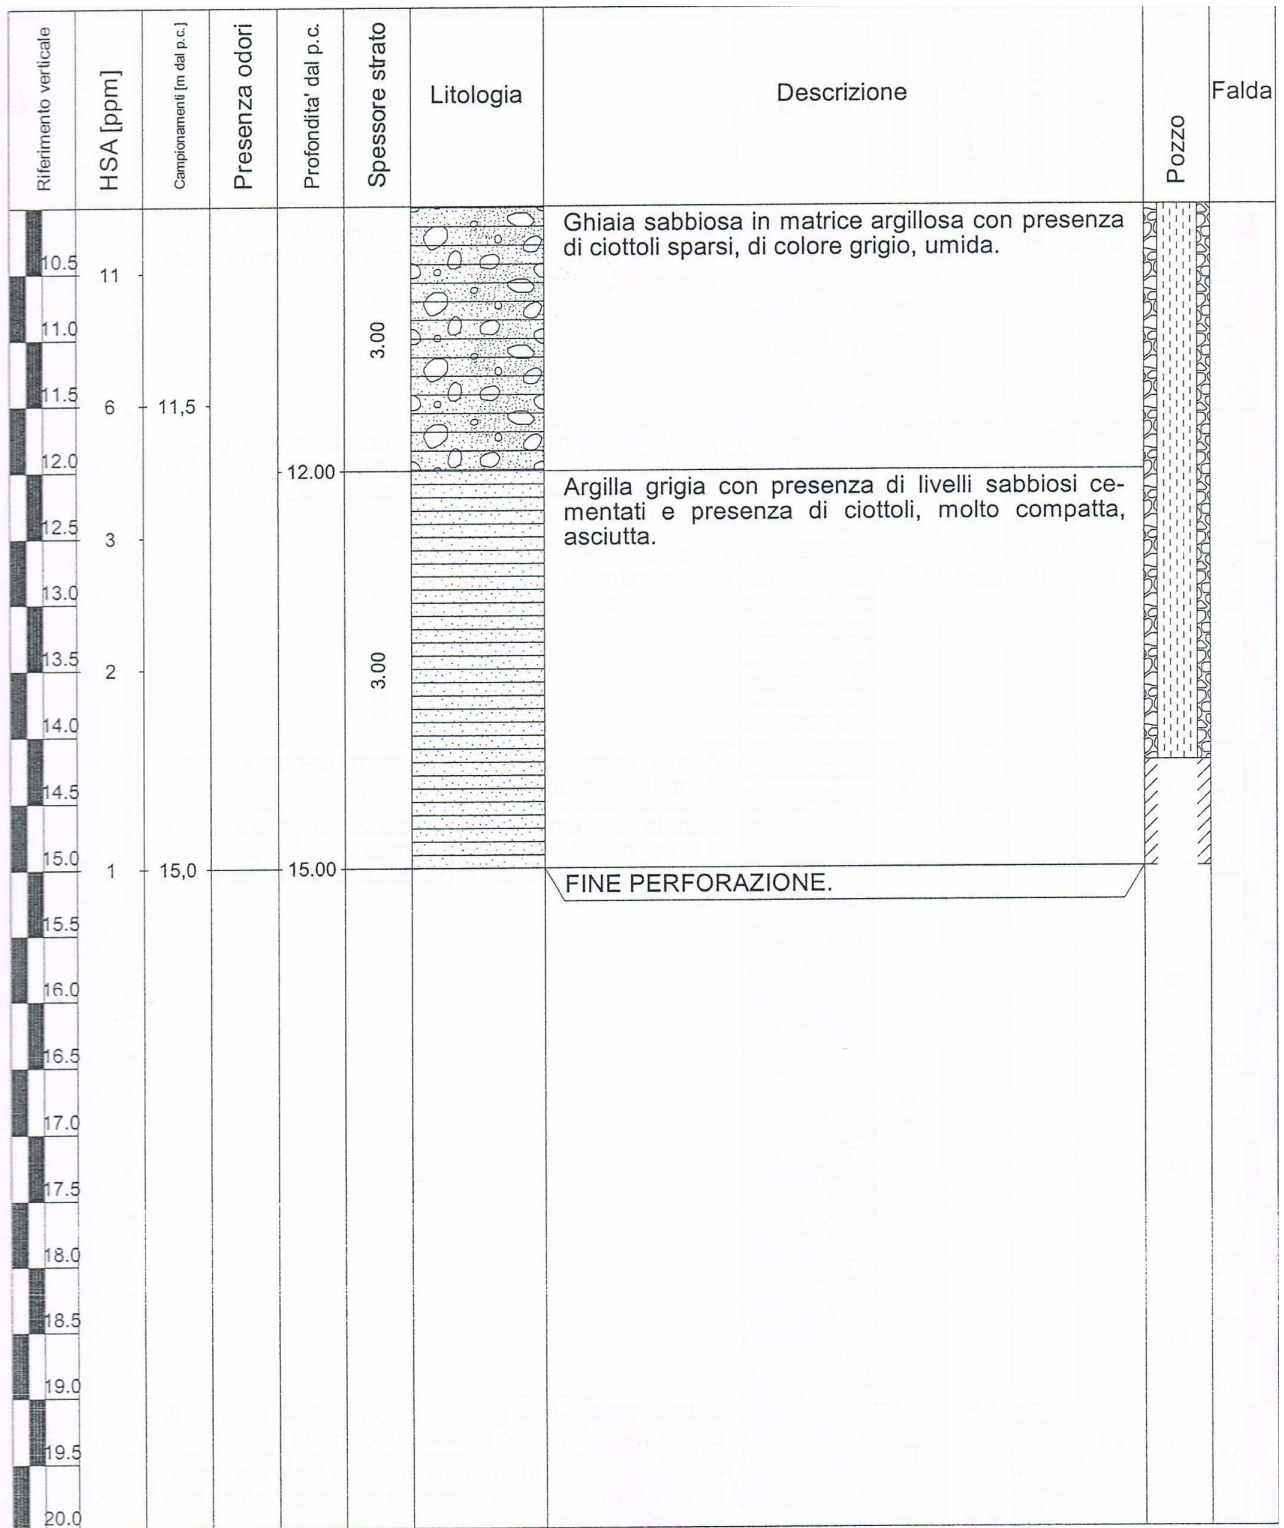 Riferimento verticale
HSA [ppm]
Campionamenti [m dal p.c.]
Presenza odori
Profondita' dal p.c.
Spessore strato
Litologia
Descrizione
Pozzo
Falda
Ghiaia sabbiosa in matrice argillosa con presenza
di ciottoli sparsi, di colore grigio, umida.
10.5
11
11.0
3.00
11.5
6
11,5
12.0
12.00
Argilla grigia con presenza di livelli sabbiosi ce-
mentati e presenza di ciottoli, molto compatta,
asciutta.
12.5
3
13.0
13.5
2
3.00
14.0
14.5
15.0
1
15,0
15.00
FINE PERFORAZIONE.
15.5
16.0
16.5
17.0
17.5
18.0
18.5
19.0
19.5
20.0